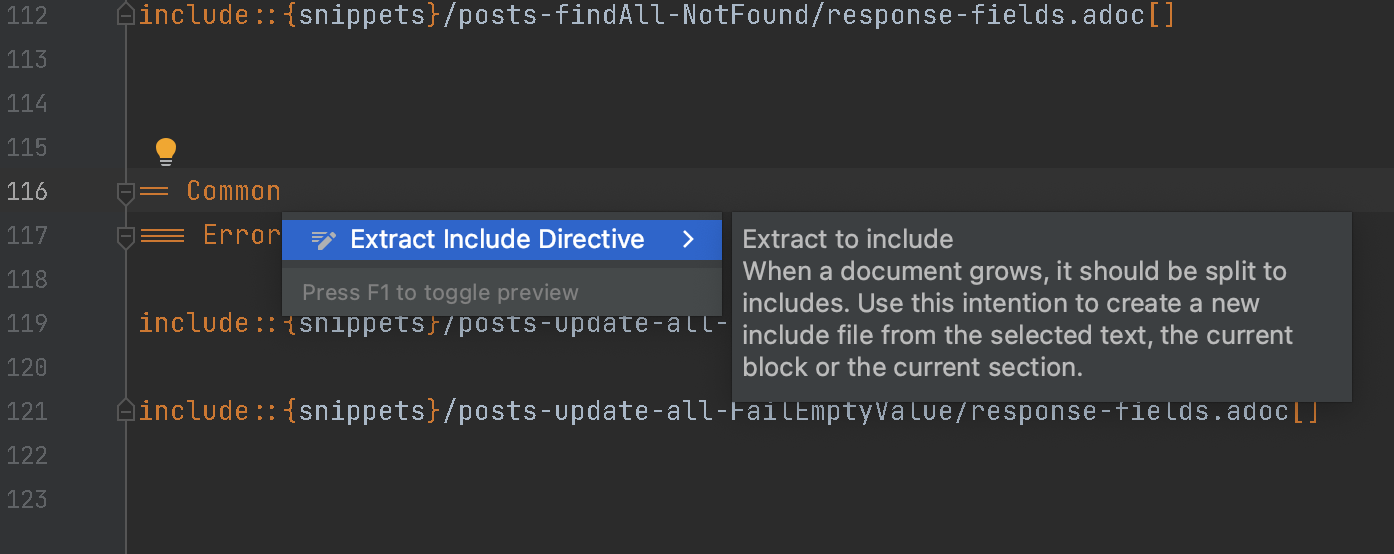 112 include::{snippets}/posts-findAll-NotFound/response-fields.adoc[]
113
114
115
116 == Common
117 === Error
Extract Include Directive
Press F1 to toggle preview
Extract to include
When a document grows, it should be split to
includes. Use this intention to create a new
include file from the selected text, the current
block or the current section.
118
119 include::{snippets}/posts-update-all-
120
121 include::{snippets}/posts-update-all-FailEmptyValue/response-fields.adoc[]
122
123